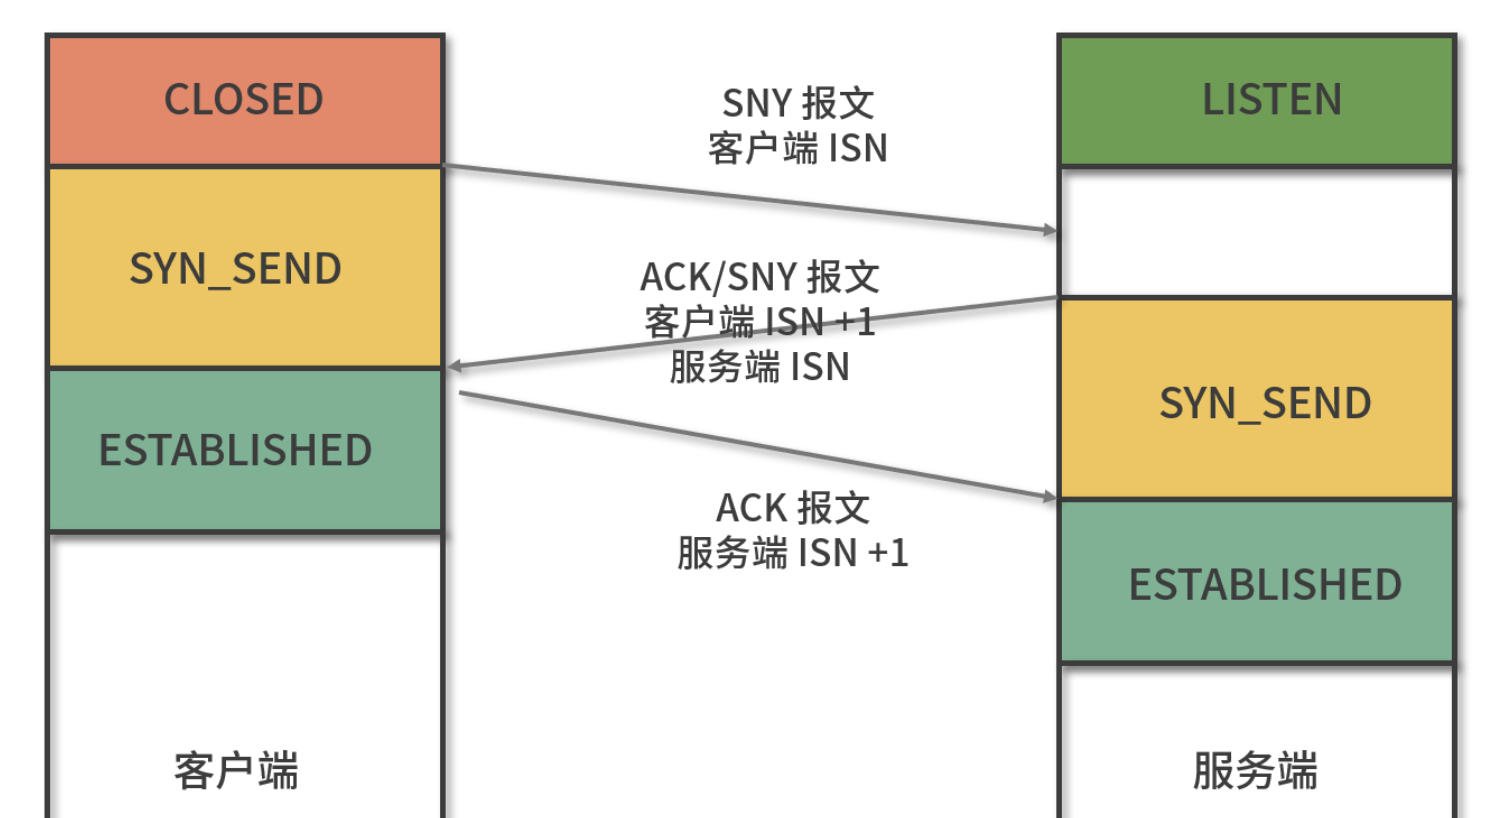 CLOSED
LISTEN
SNY 报文
客户端 ISN
SYN_SEND
ACK/SNY 报文
客户端 ISN +1
服务端 ISN
SYN_SEND
ESTABLISHED
ACK 报文
服务端 ISN +1
ESTABLISHED
客户端
服务端